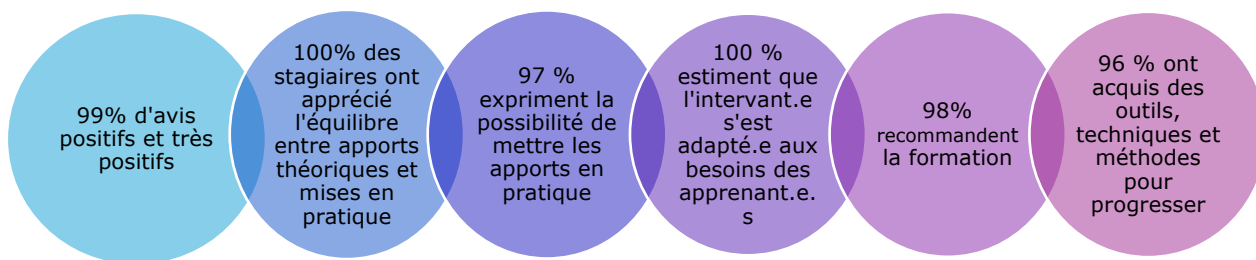 99% d'avis
positifs et très
positifs
100% des
stagiaires ont
apprécié
l'équilibre
entre apports
théoriques et
mises en
pratique
97 %
expriment la
possibilité de
mettre les
apports en
pratique
100 %
estiment que
l'intervant.e
s'est
adapté.e aux
besoins des
apprenant.e.
s
98%
recommandent
la formation
96 % ont
acquis des
outils,
techniques et
méthodes
pour
progresser